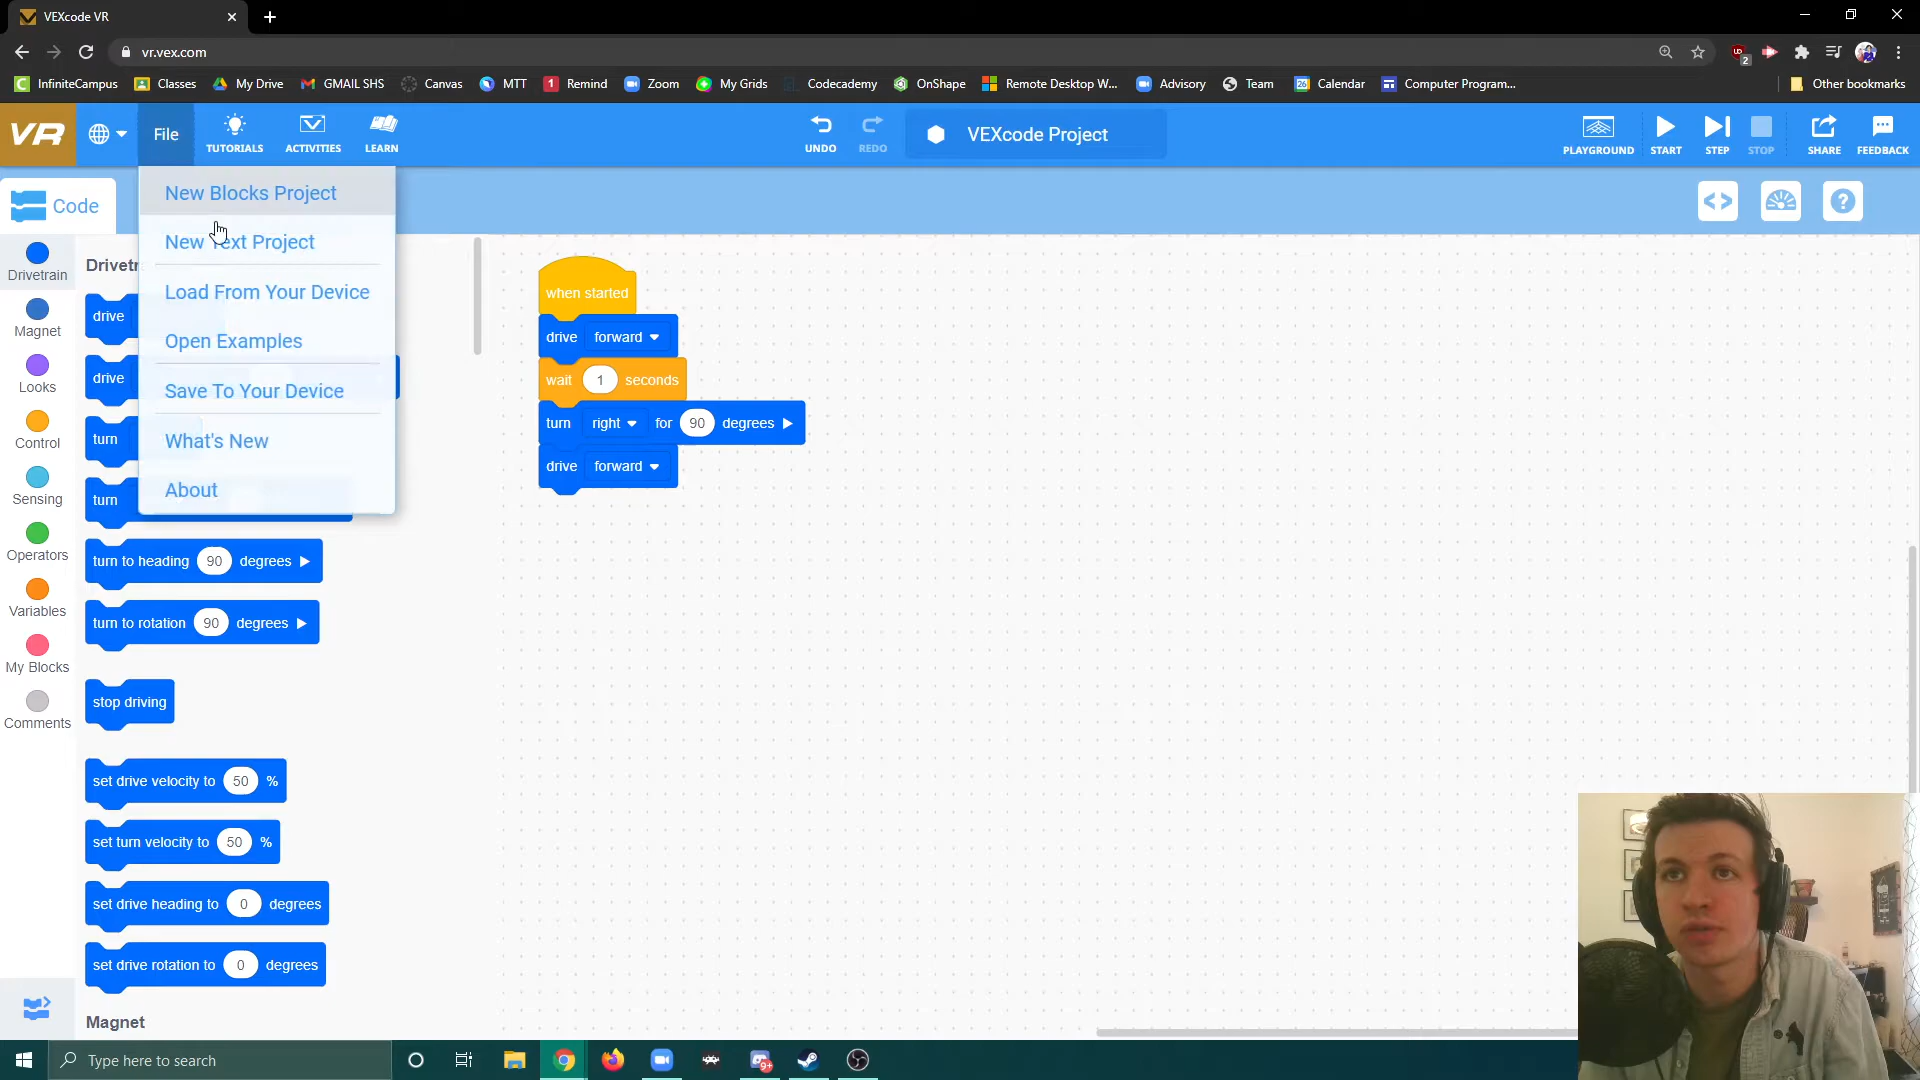 VEXcode VR
vr.vex.com
2
InfiniteCampus Classes My Drive GMAIL SHS Canvas MTT 1 Remind Zoom My Grids Codecademy OnShape Remote Desktop W... Advisory Team 26 Calendar Computer Program... Other bookmarks
VR File TUTORIALS ACTIVITIES LEARN UNDO REDO VEXcode Project PLAYGROUND START STEP STOP SHARE FEEDBACK
Code
New Blocks Project
New Text Project
Load From Your Device
Open Examples
Save To Your Device
What's New
About
Drivetrain
Magnet
Looks
Control
Sensing
Operators
Variables
My Blocks
Comments
drive
drive
turn
turn
turn to heading 90 degrees
turn to rotation 90 degrees
stop driving
set drive velocity to 50 %
set turn velocity to 50 %
set drive heading to 0 degrees
set drive rotation to 0 degrees
Magnet
when started
drive forward
wait 1 seconds
turn right for 90 degrees
drive forward
Type here to search
9+